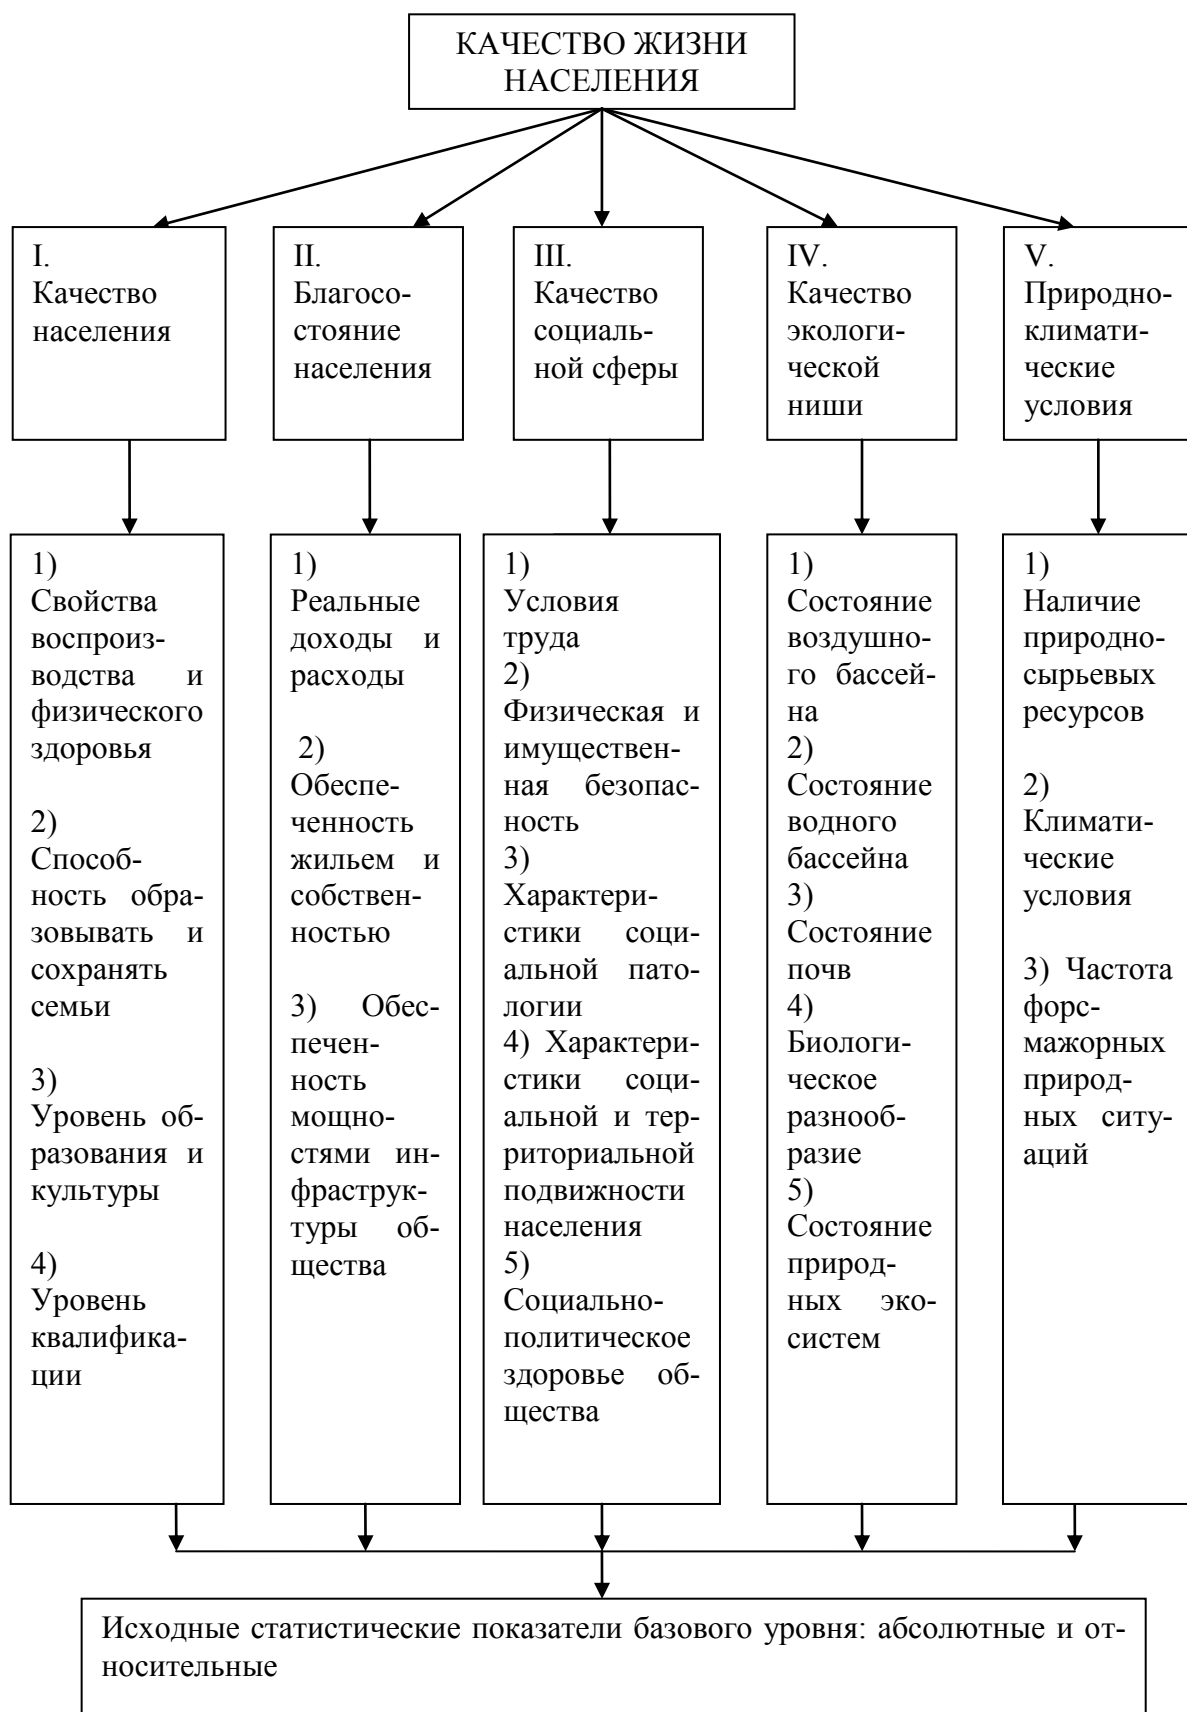 КАЧЕСТВО ЖИЗНИ
НАСЕЛЕНИЯ
I.
Качество
населения
II.
Благосо-
стояние
населения
III.
Качество
социаль-
ной сферы
IV.
Качество
экологи-
ческой
ниши
V.
Природно-
климати-
ческие
условия
1)
Свойства
воспроиз-
водства и
физического
здоровья
2)
Способ-
ность обра-
зовывать и
сохранять
семьи
3)
Уровень об-
разования и
культуры
4)
Уровень
квалифика-
ции
1)
Реальные
доходы и
расходы
2)
Обеспе-
ченность
жильем и
собствен-
ностью
3) Обес-
печен-
ность
мощно-
стями ин-
фраструк-
туры об-
щества
1)
Условия
труда
2)
Физическая и
имуществен-
ная безопас-
ность
3)
Характери-
стики соци-
альной пато-
логии
4) Характери-
стики соци-
альной и тер-
риториальной
подвижности
населения
5)
Социально-
политическое
здоровье об-
щества
1)
Состояние
воздушно-
го бассей-
на
2)
Состояние
водного
бассейна
3)
Состояние
почв
4)
Биологи-
ческое
разнооб-
разие
5)
Состояние
природ-
ных эко-
систем
1)
Наличие
природно-
сырьевых
ресурсов
2)
Климати-
ческие
условия
3) Частота
форс-
мажорных
природ-
ных ситу-
аций
Исходные статистические показатели базового уровня: абсолютные и от-
носительные